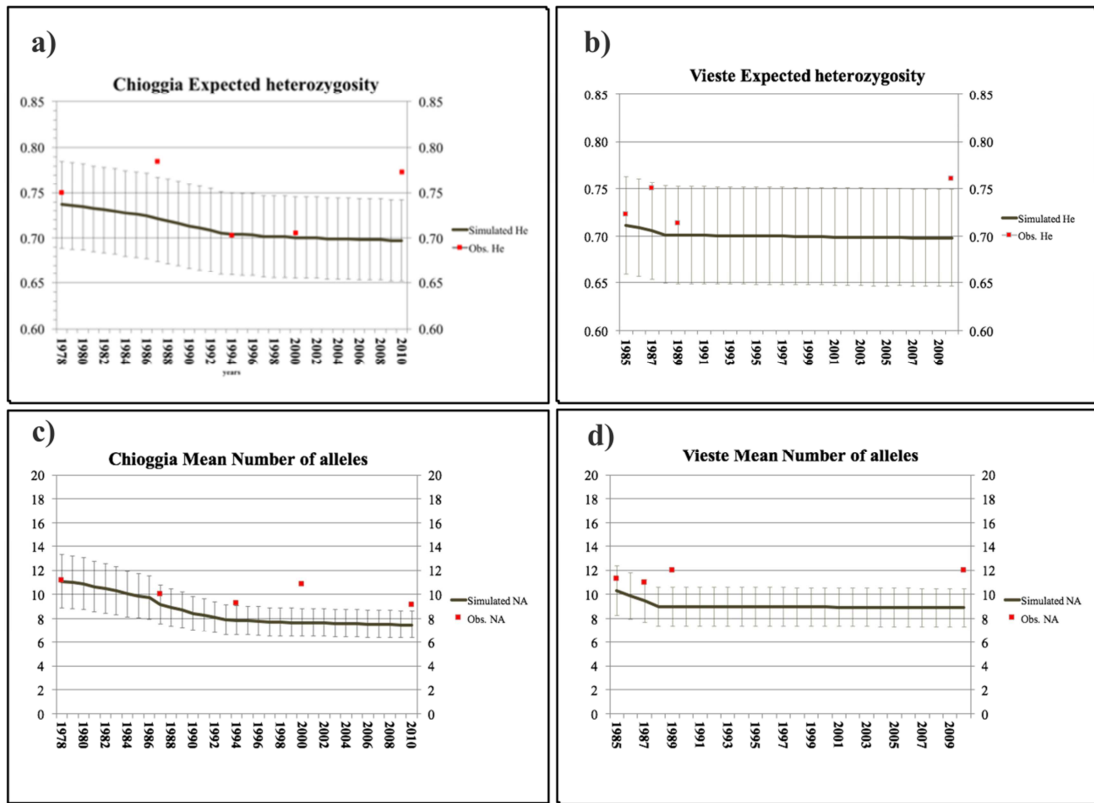 a)
Chioggia Expected heterozygosity
0.85 0.85
0.80 0.80
0.75 0.75
0.70 0.70
0.65 0.65
0.60 0.60
Simulated He
Obs. He
1978 1980 1982 1984 1986 1988 1990 1992 1994 1996 1998 2000 2002 2004 2006 2008 2010
years
b)
Vieste Expected heterozygosity
0.85 0.85
0.80 0.80
0.75 0.75
0.70 0.70
0.65 0.65
0.60 0.60
Simulated He
Obs. He
1985 1987 1989 1991 1993 1995 1997 1999 2001 2003 2005 2007 2009
c)
Chioggia Mean Number of alleles
20 20
18 18
16 16
14 14
12 12
10 10
8 8
6 6
4 4
2 2
0 0
Simulated NA
Obs. NA
1978 1980 1982 1984 1986 1988 1990 1992 1994 1996 1998 2000 2002 2004 2006 2008 2010
d)
Vieste Mean Number of alleles
20 20
18 18
16 16
14 14
12 12
10 10
8 8
6 6
4 4
2 2
0 0
Simulated NA
Obs. NA
1985 1987 1989 1991 1993 1995 1997 1999 2001 2003 2005 2007 2009